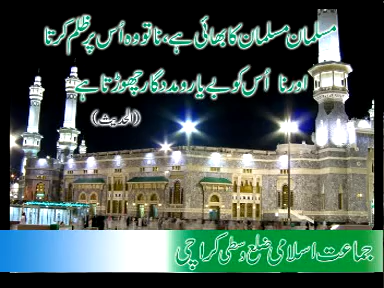 مسلمان مسلمان کا بھائی ہے، نا تو وہ اُس پر ظلم کرتا
اور نا اُس کو بے یار و مددگار چھوڑتا ہے
(الحدیث)
جماعت اسلامی ضلع وسطی کراچی